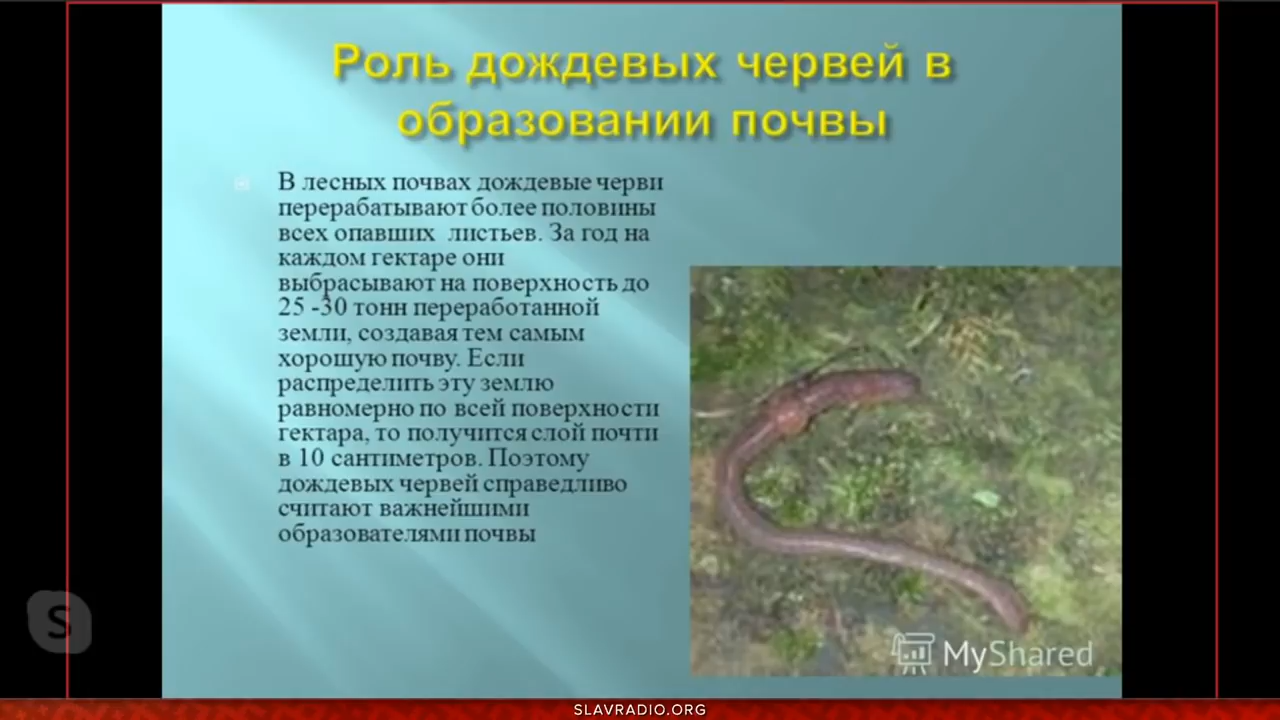 Роль дождевых червей в
образовании почвы
В лесных почвах дождевые черви
перерабатывают более половины
всех опавших листьев. За год на
каждом гектаре они
выбрасывают на поверхность до
25 -30 тонн переработанной
земли, создавая тем самым
хорошую почву. Если
распределить эту землю
равномерно по всей поверхности
гектара, то получится слой почти
в 10 сантиметров. Поэтому
дождевых червей справедливо
считают важнейшими
образователями почвы
S
MyShared
SLAVRADIO.ORG